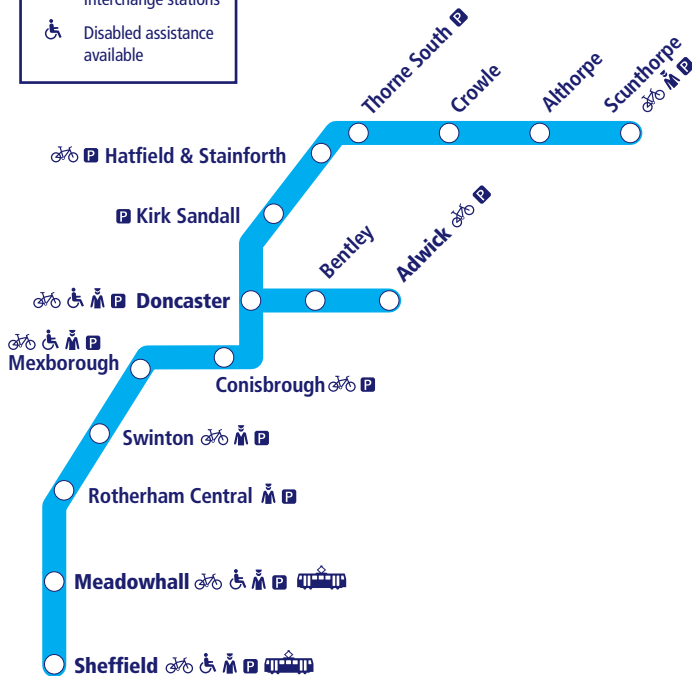 Interchange stations
Disabled assistance
available
Thorne South P
Crowle
Althorpe
Scunthorpe
P
P Hatfield & Stainforth
P Kirk Sandall
Bentley
Adwick P
P Doncaster
P
Mexborough
Conisbrough P
Swinton P
Rotherham Central P
Meadowhall P
Sheffield P